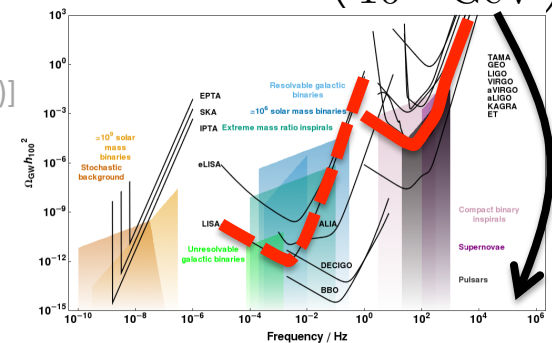 (10 GeV)
)]
10³
10⁰
10⁻³
10⁻⁶
10⁻⁹
10⁻¹²
10⁻¹⁵
Ω_GW h₁₀₀²
EPTA
SKA
IPTA
≃10⁹ solar
mass
binaries
Stochastic
background
Resolvable galactic
binaries
≃10⁶ solar mass binaries
Extreme mass ratio inspirals
eLISA
LISA
ALIA
Unresolvable
galactic binaries
DECIGO
BBO
TAMA
GEO
LIGO
VIRGO
aVIRGO
aLIGO
KAGRA
ET
Compact binary
inspirals
Supernovae
Pulsars
10⁻¹⁰
10⁻⁸
10⁻⁶
10⁻⁴
10⁻²
10⁰
10²
10⁴
10⁶
Frequency / Hz